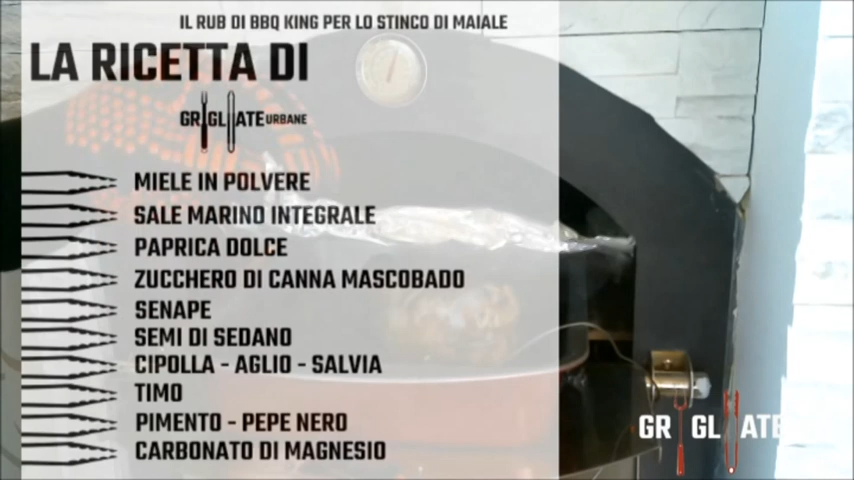 IL RUB DI BBQ KING PER LO STINCO DI MAIALE
LA RICETTA DI
GRIGLIATE URBANE
MIELE IN POLVERE
SALE MARINO INTEGRALE
PAPRICA DOLCE
ZUCCHERO DI CANNA MASCOBADO
SENAPE
SEMI DI SEDANO
CIPOLLA - AGLIO - SALVIA
TIMO
PIMENTO - PEPE NERO
CARBONATO DI MAGNESIO
GRIGLIATE